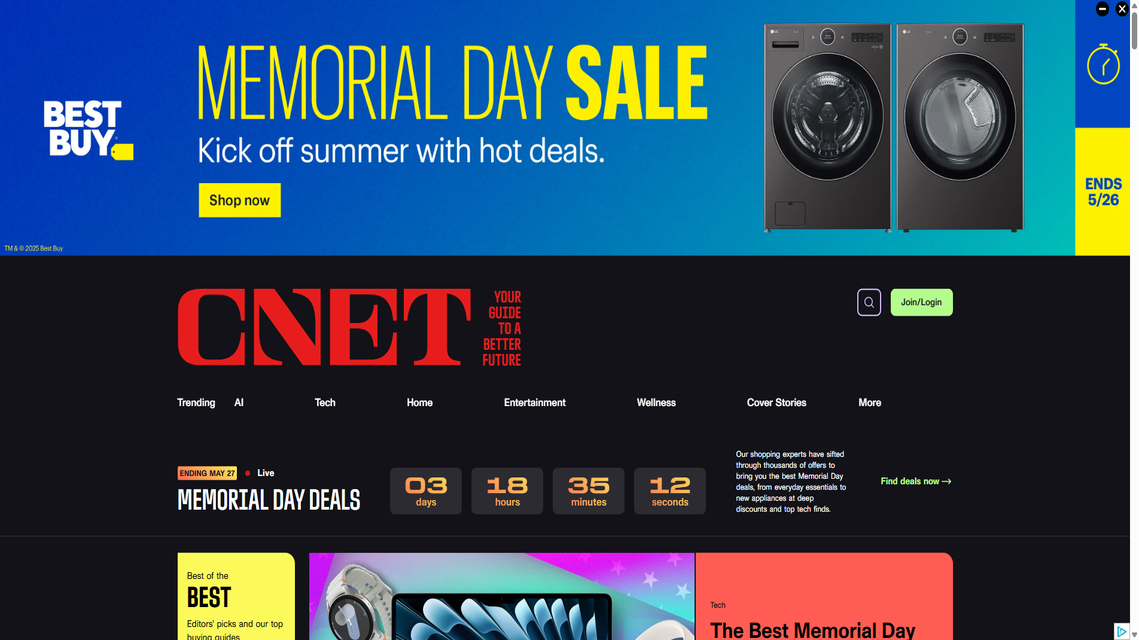 MEMORIAL DAY SALE
Kick off summer with hot deals.
BEST
BUY
Shop now
ENDS
5/26
TM & © 2025 Best Buy
CNET
YOUR
GUIDE
TO A
BETTER
FUTURE
Join/Login
Trending AI Tech Home Entertainment Wellness Cover Stories More
ENDING MAY 27 Live
MEMORIAL DAY DEALS
03 18 35 12
days hours minutes seconds
Our shopping experts have sifted
through thousands of offers to
bring you the best Memorial Day
deals, from everyday essentials to
new appliances at deep
discounts and top tech finds.
Find deals now →
Best of the
BEST
Editors' picks and our top
buying guides
Tech
The Best Memorial Day